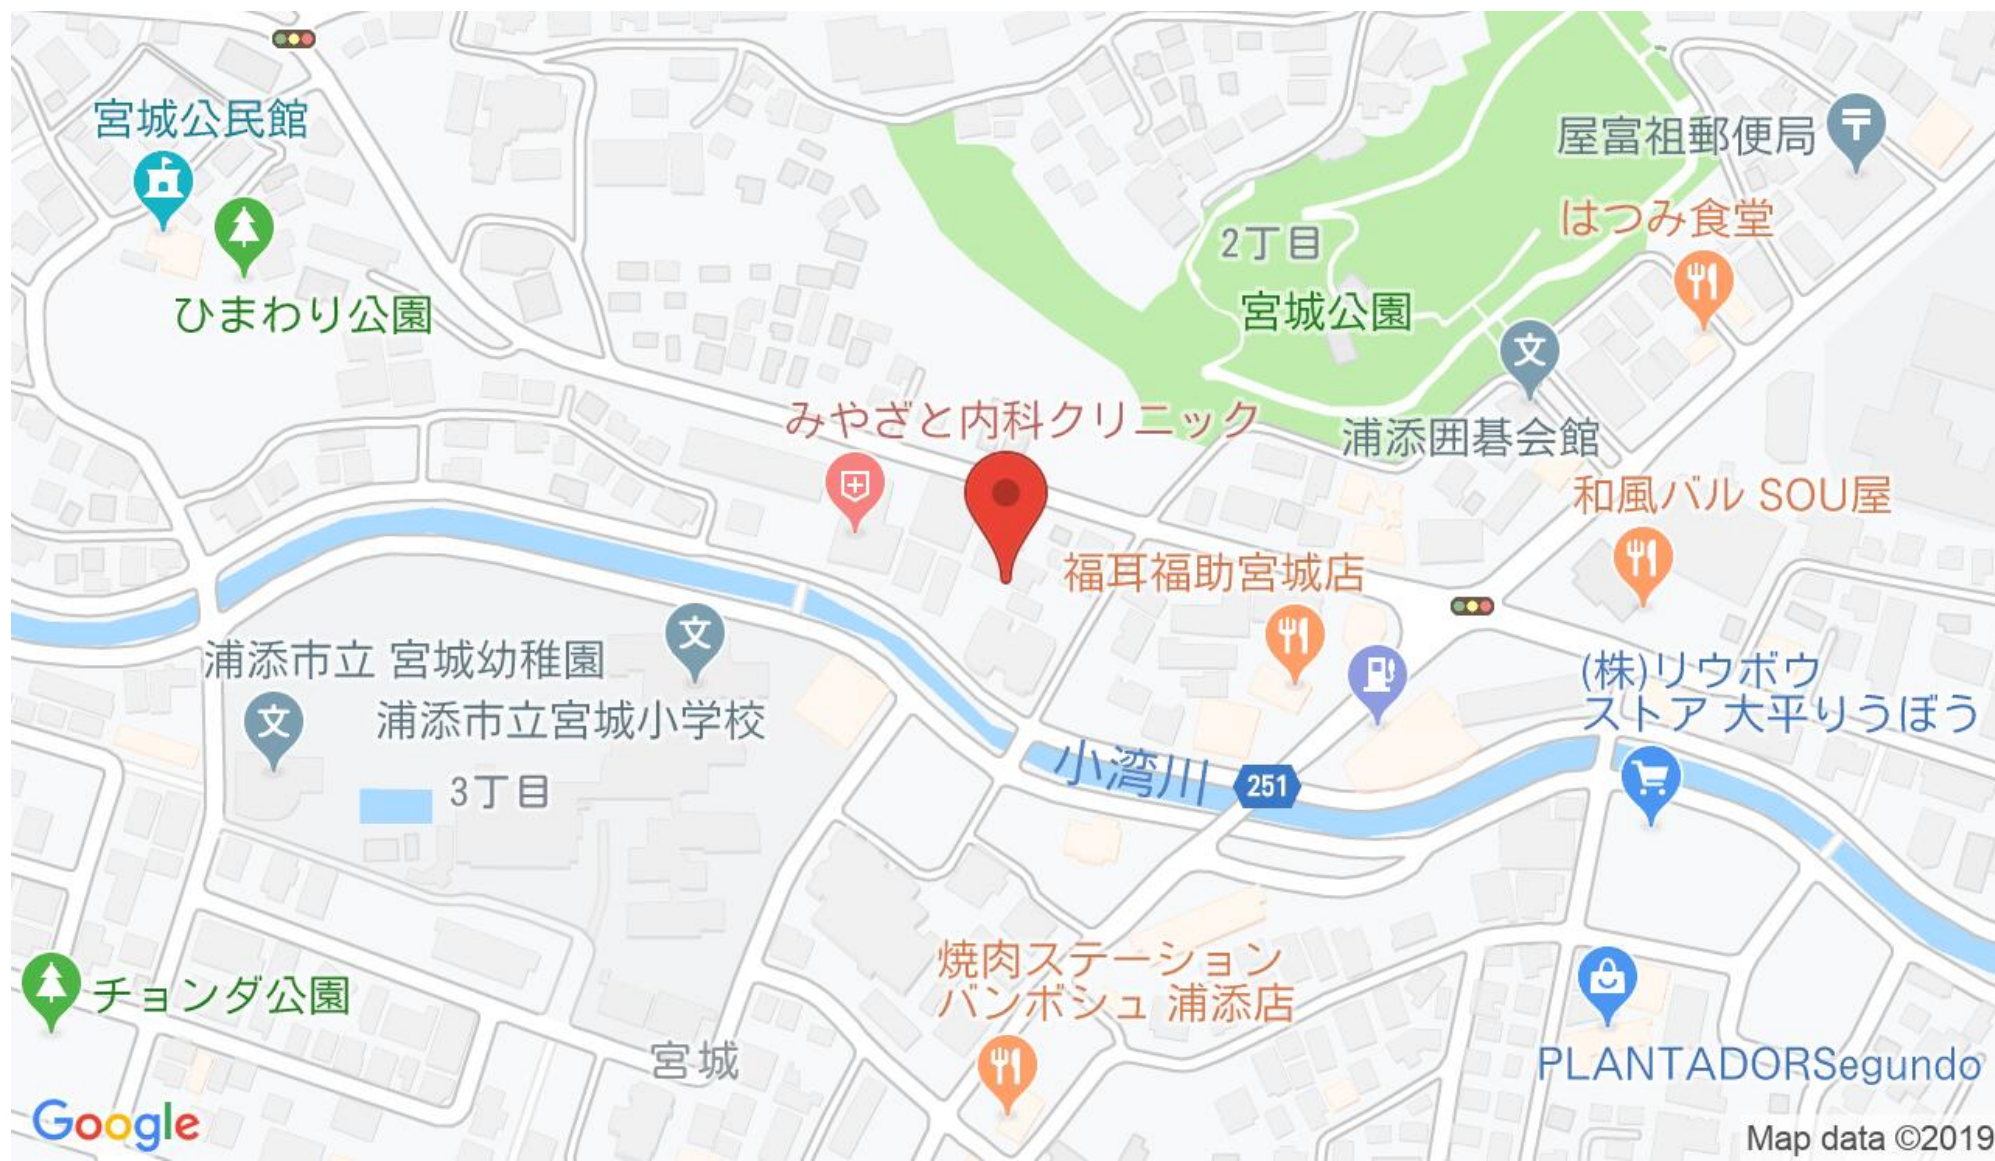 宮城公民館
屋富祖郵便局
はつみ食堂
2丁目
宮城公園
ひまわり公園
みやざと内科クリニック
浦添囲碁会館
和風バル SOU屋
福耳福助宮城店
浦添市立 宮城幼稚園
(株)リウボウ
ストア 大平りうぼう
浦添市立宮城小学校
小湾川
251
3丁目
焼肉ステーション
バンボシュ 浦添店
チョンダ公園
宮城
PLANTADORSegundo
Google
Map data ©2019